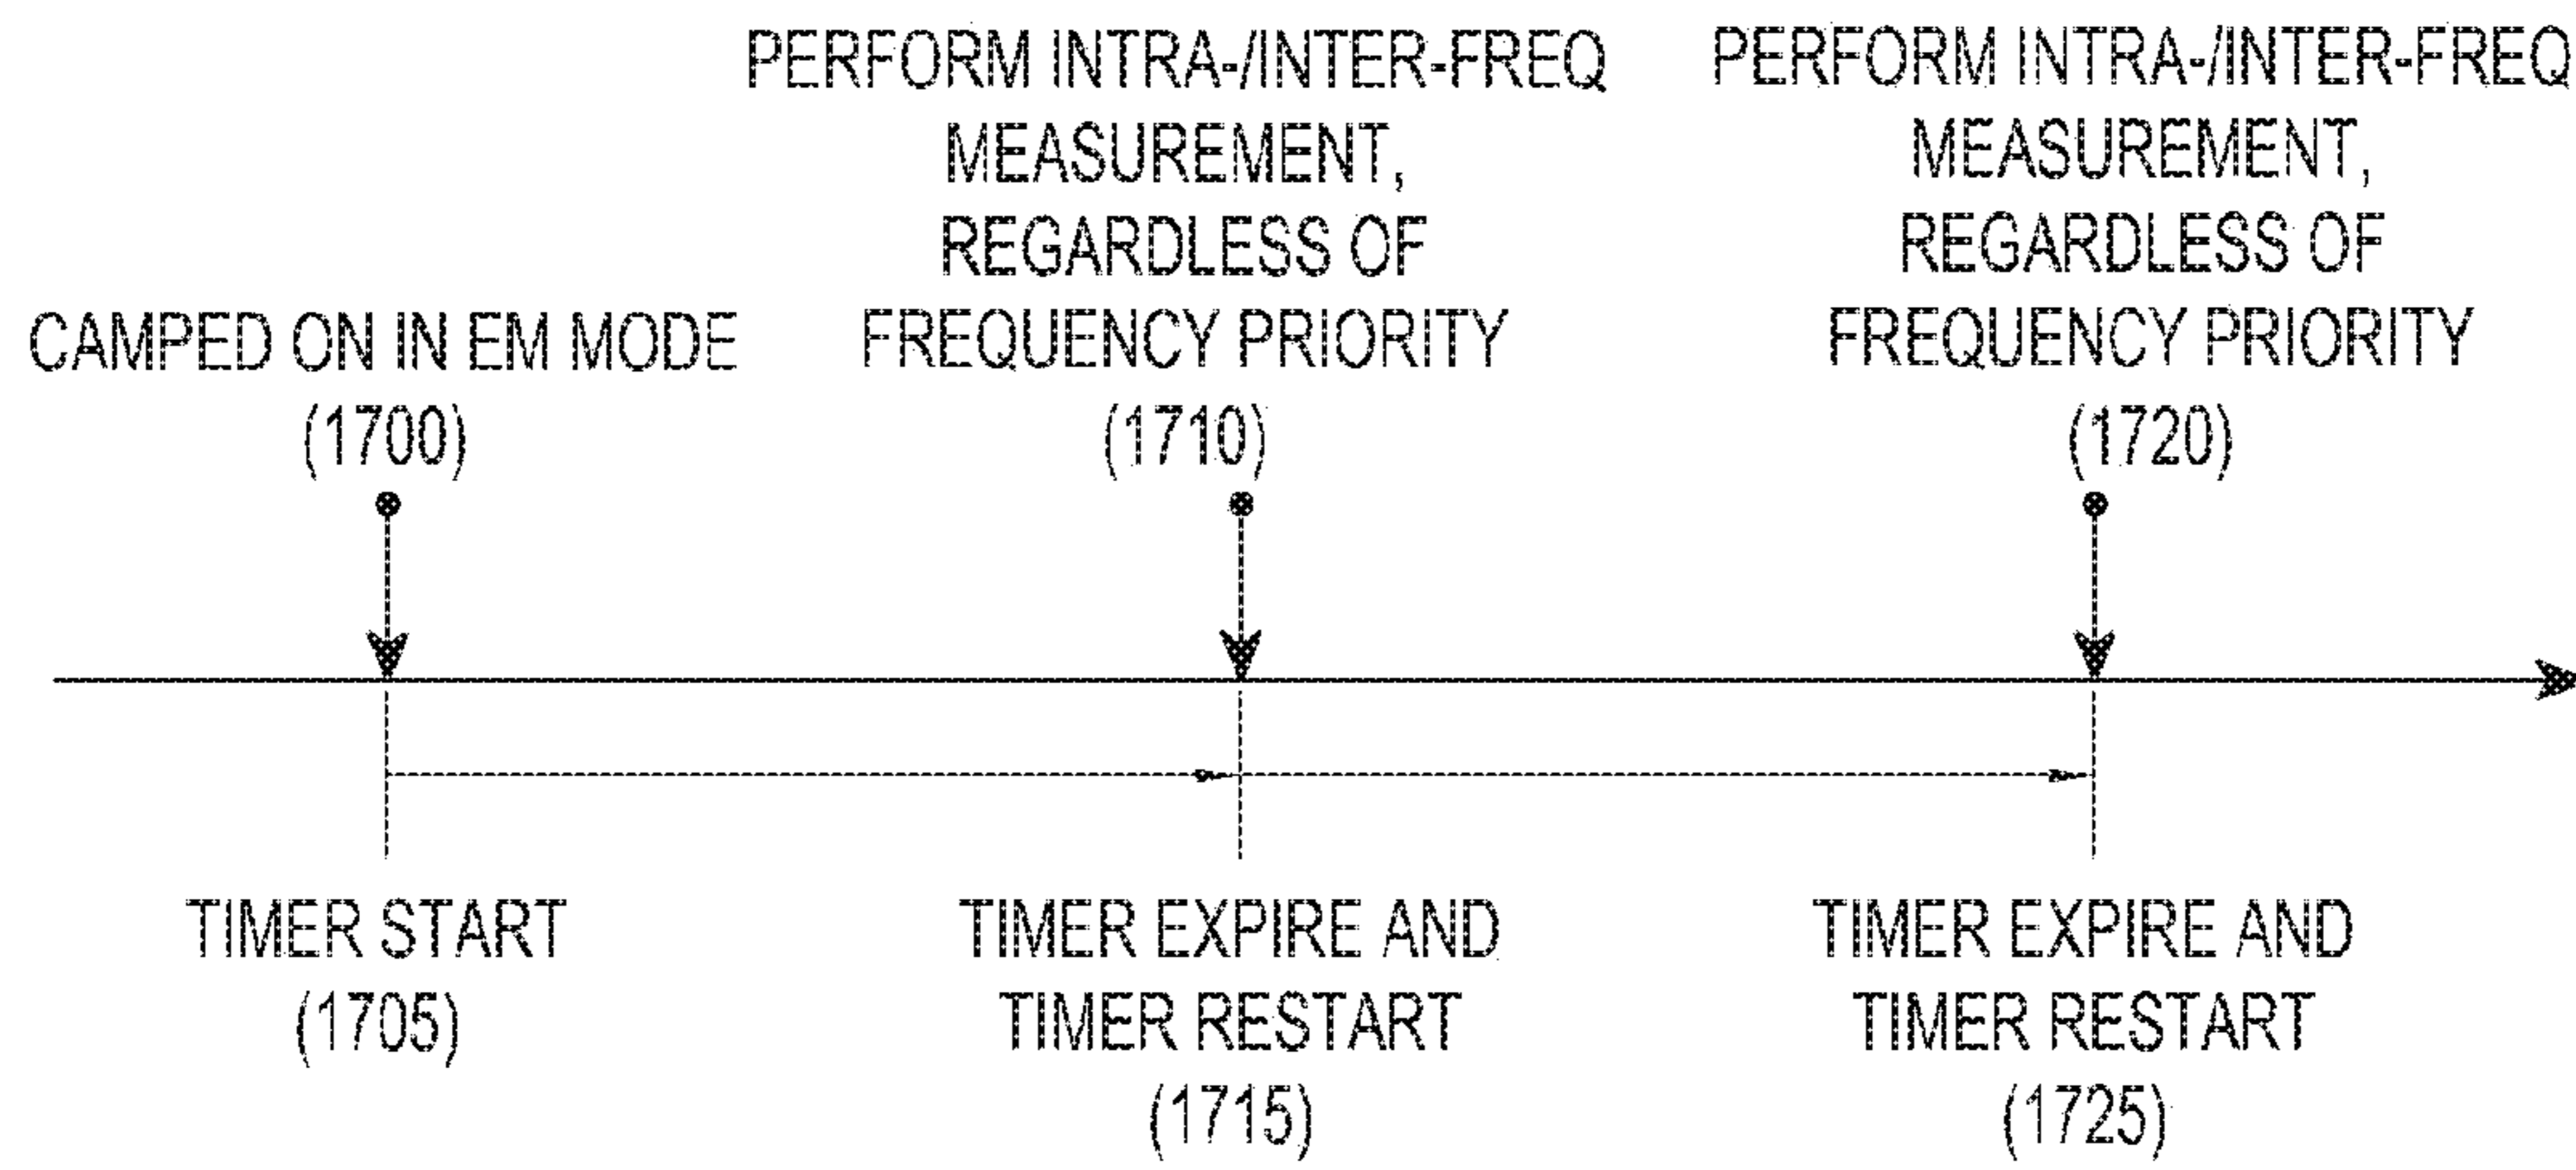 CAMPED ON IN EM MODE
(1700)
PERFORM INTRA-/INTER-FREQ
MEASUREMENT,
REGARDLESS OF
FREQUENCY PRIORITY
(1710)
PERFORM INTRA-/INTER-FREQ
MEASUREMENT,
REGARDLESS OF
FREQUENCY PRIORITY
(1720)
TIMER START
(1705)
TIMER EXPIRE AND
TIMER RESTART
(1715)
TIMER EXPIRE AND
TIMER RESTART
(1725)